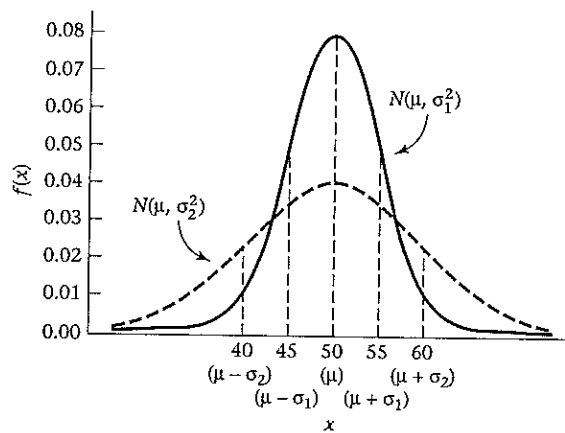 0.08
0.07
N(μ, σ₁²)
0.06
0.05
f(x)
0.04
N(μ, σ₂²)
0.03
0.02
0.01
0.00
40 45 50 55 60
(μ – σ₂) (μ) (μ + σ₂)
(μ – σ₁) (μ + σ₁)
x